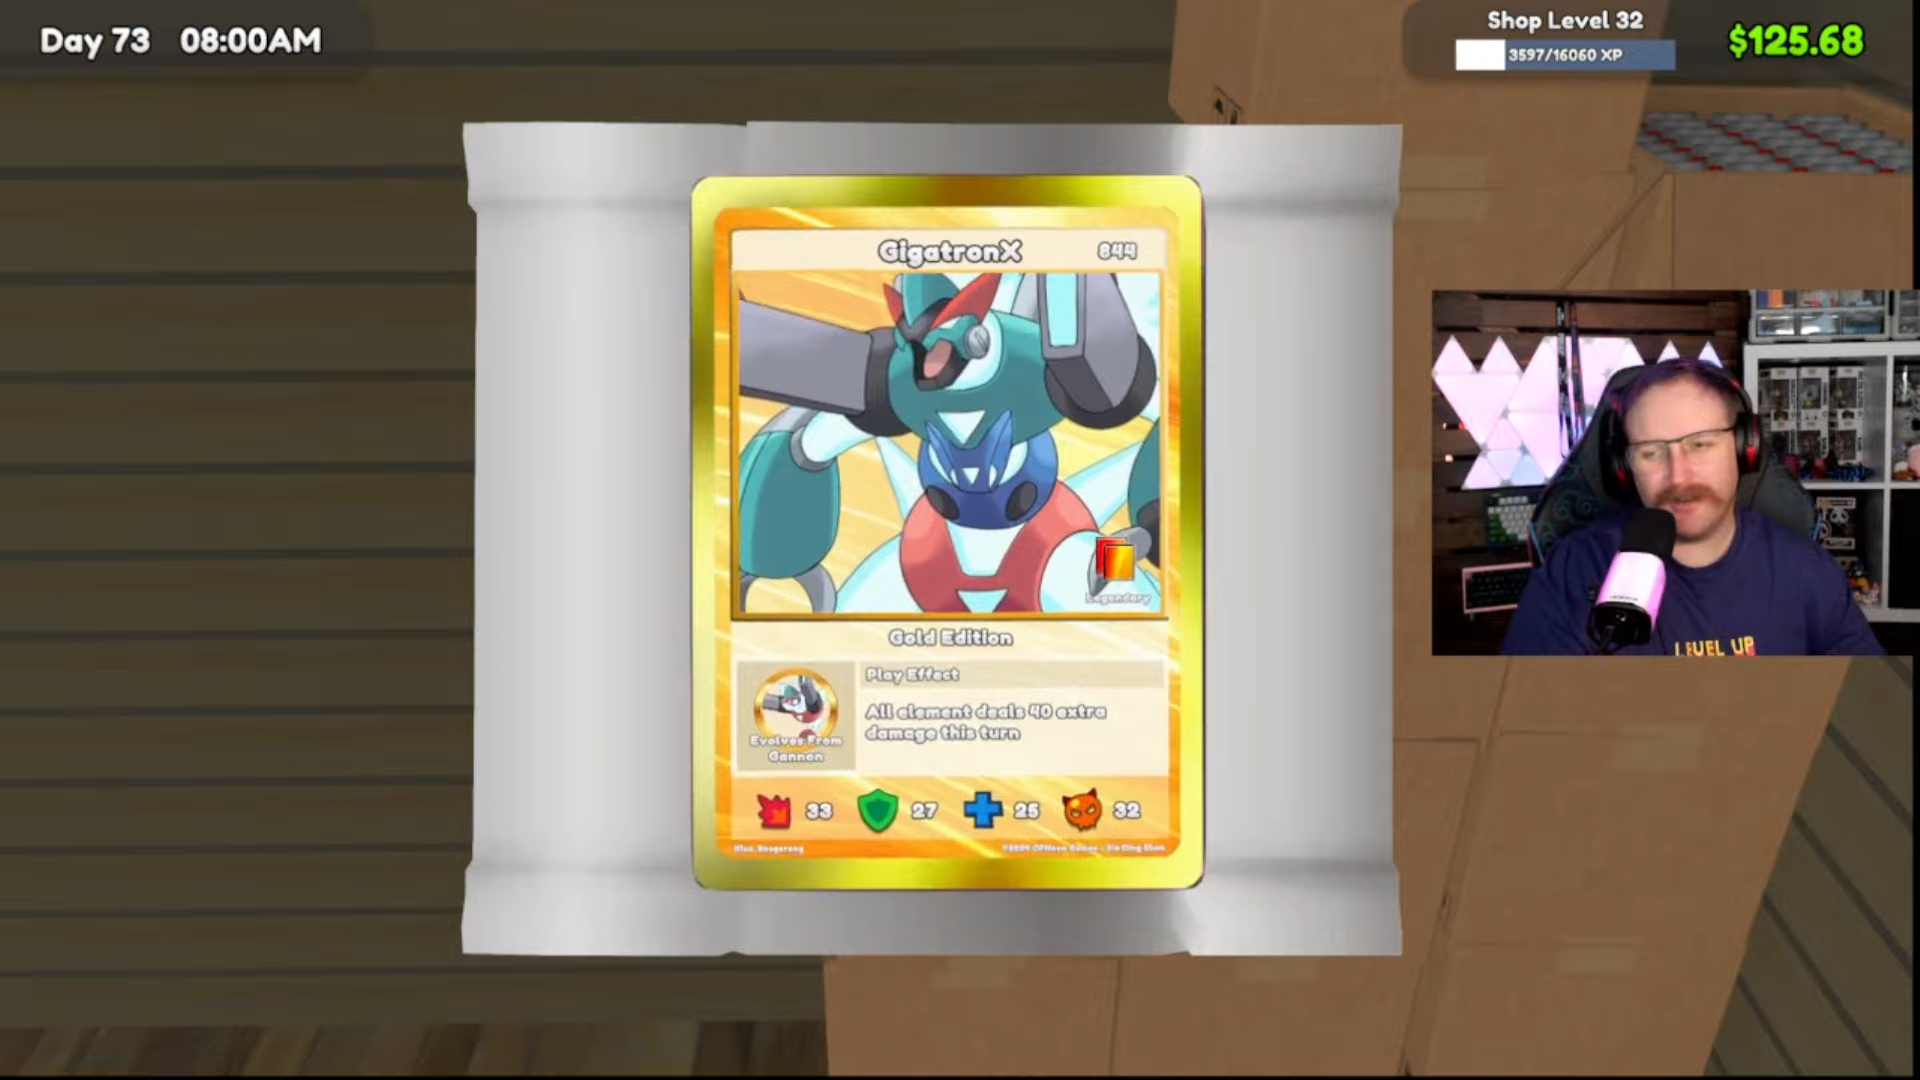 Day 73 08:00AM
Shop Level 32
3597/16060 XP
$125.68
GigatronX 844
Legendary
Gold Edition
Play Effect
All element deals 40 extra
damage this turn
Evolves From
Gannon
33 27 25 32
LEVEL UP